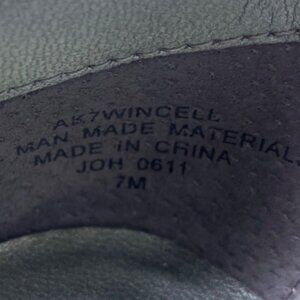 AK7WINCELL
MAN MADE MATERIAL
MADE IN CHINA
JOH 0611
7M